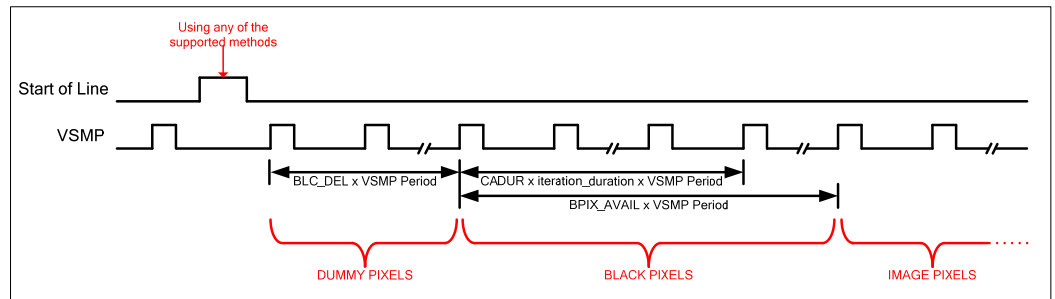 Using any of the
supported methods
Start of Line
VSMP
BLC_DEL x VSMP Period
CADUR x iteration_duration x VSMP Period
BPIX_AVAIL x VSMP Period
DUMMY PIXELS
BLACK PIXELS
IMAGE PIXELS